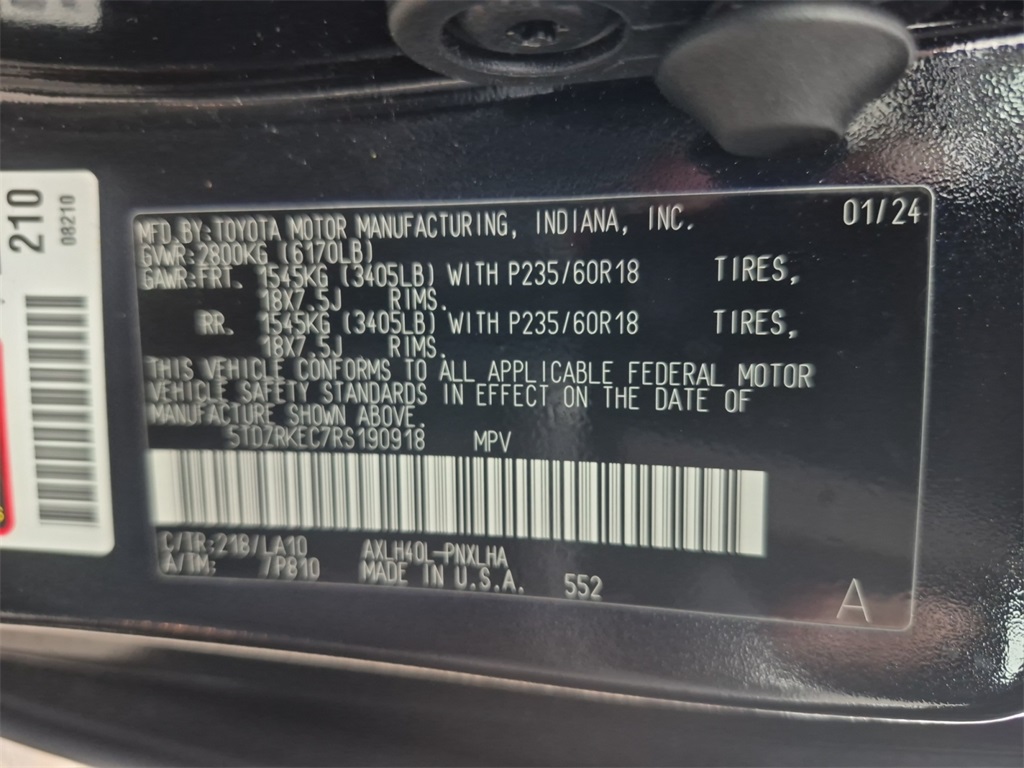 210
08210
MFD.BY:TOYOTA MOTOR MANUFACTURING, INDIANA, INC. 01/24
GVWR:2800KG (6170LB)
GAWR:FRT. 1545KG (3405LB) WITH P235/60R18 TIRES,
18X7.5J RIMS.
RR. 1545KG (3405LB) WITH P235/60R18 TIRES,
18X7.5J RIMS.
THIS VEHICLE CONFORMS TO ALL APPLICABLE FEDERAL MOTOR
VEHICLE SAFETY STANDARDS IN EFFECT ON THE DATE OF
MANUFACTURE SHOWN ABOVE.
5TDZRKEC7RS190918 MPV
C/TR:218/LA10 AXLH40L-PNXLHA
A/TM: /P810 MADE IN U.S.A. 552
A